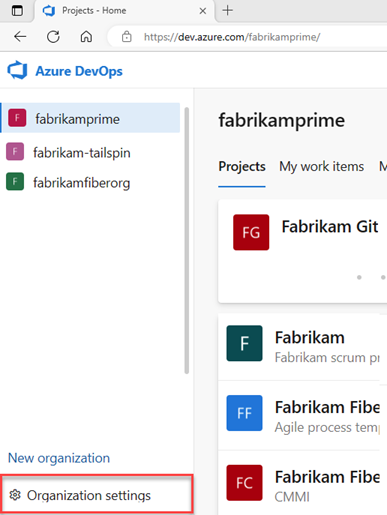 Projects - Home
https://dev.azure.com/fabrikamprime/
Azure DevOps
F fabrikamprime
F fabrikam-tailspin
F fabrikamfiberorg
New organization
Organization settings
fabrikamprime
Projects My work items
FG Fabrikam Git
F Fabrikam
Fabrikam scrum
FF Fabrikam Fibe
Agile process temp
FC Fabrikam Fibe
CMMI